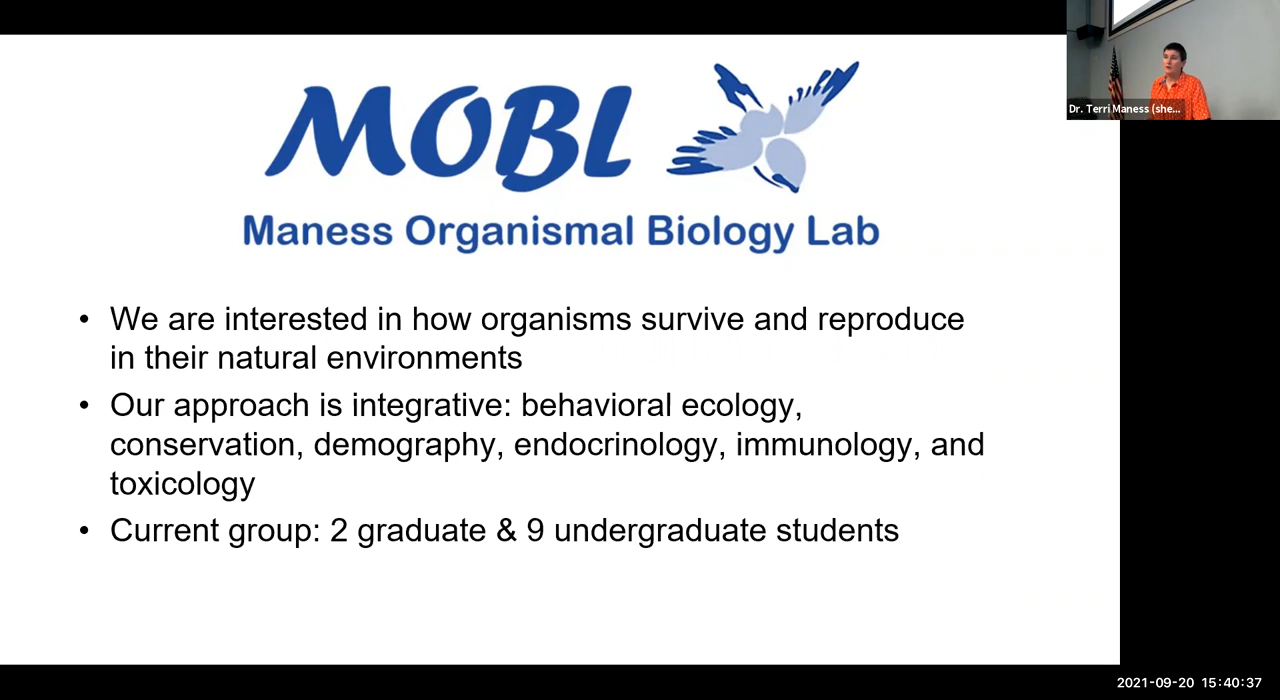 MOBL
Maness Organismal Biology Lab
• We are interested in how organisms survive and reproduce
in their natural environments
• Our approach is integrative: behavioral ecology,
conservation, demography, endocrinology, immunology, and
toxicology
• Current group: 2 graduate & 9 undergraduate students
Dr. Terri Maness (she...
2021-09-20 15:40:37